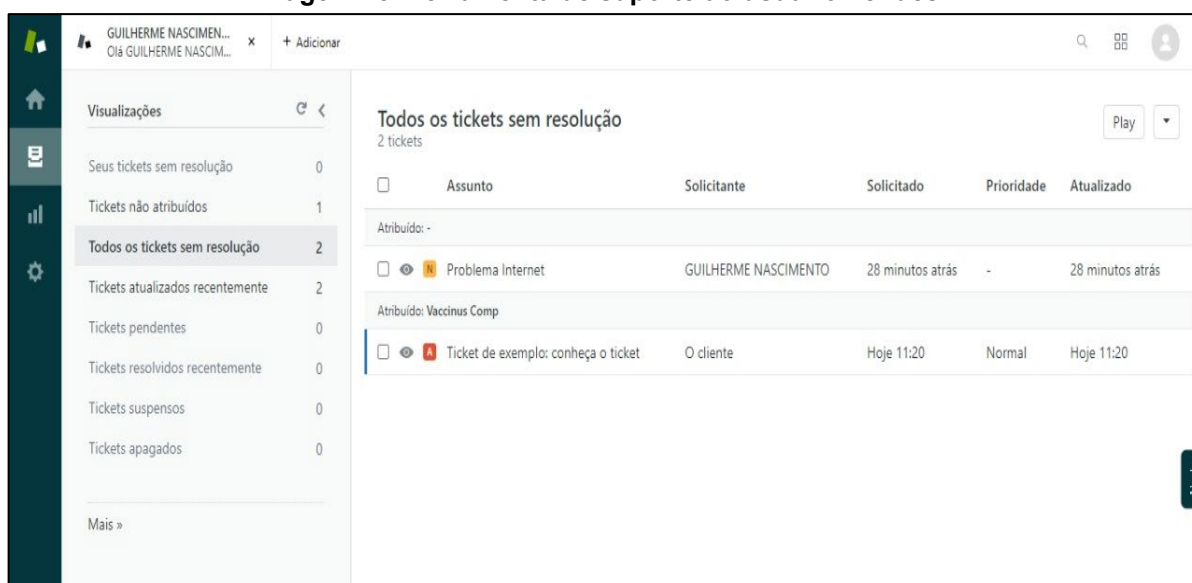 GUILHERME NASCIMEN...
Olá GUILHERME NASCIM...
x
+ Adicionar
Visualizações
Seus tickets sem resolução 0
Tickets não atribuídos 1
Todos os tickets sem resolução 2
Tickets atualizados recentemente 2
Tickets pendentes 0
Tickets resolvidos recentemente 0
Tickets suspensos 0
Tickets apagados 0
Mais »
Todos os tickets sem resolução
2 tickets
Play
Assunto Solicitante Solicitado Prioridade Atualizado
Atribuído: -
N Problema Internet GUILHERME NASCIMENTO 28 minutos atrás - 28 minutos atrás
Atribuído: Vaccinus Comp
A Ticket de exemplo: conheça o ticket O cliente Hoje 11:20 Normal Hoje 11:20